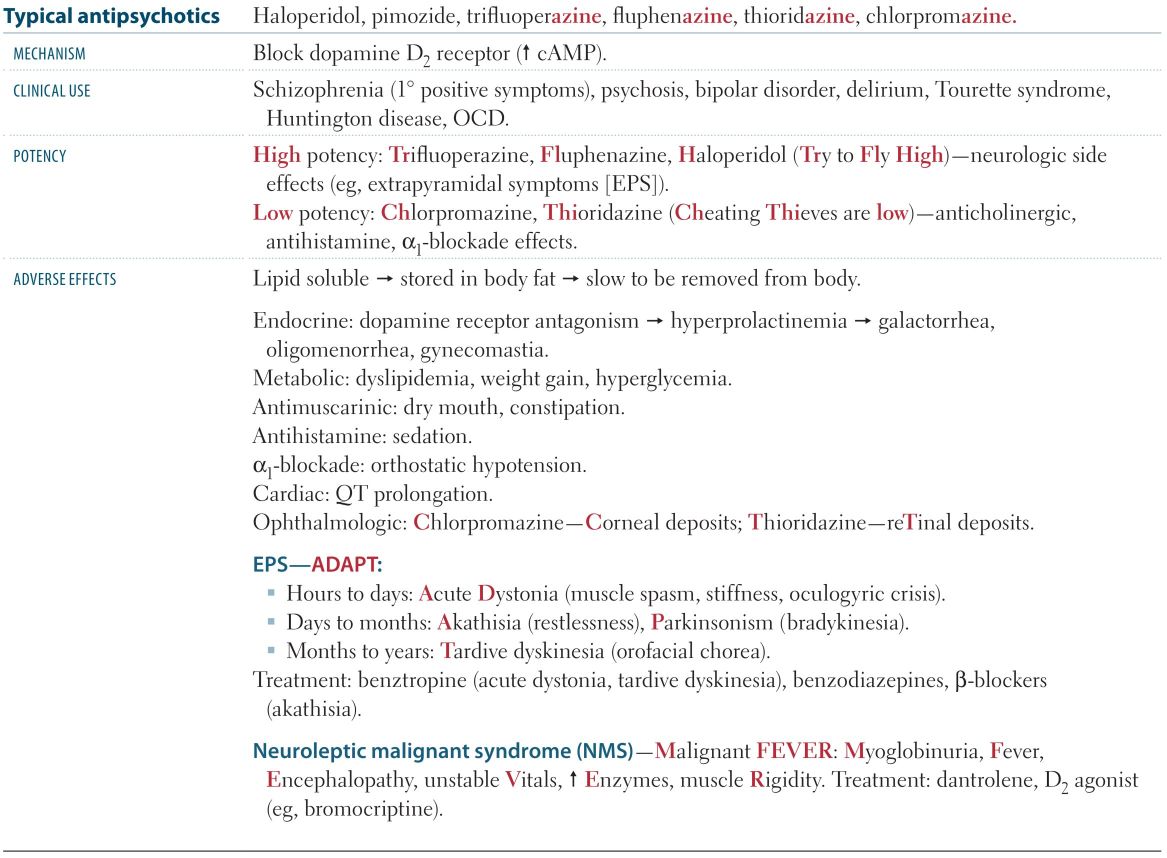 Typical antipsychotics Haloperidol, pimozide, trifluoperazine, fluphenazine, thioridazine, chlorpromazine.
MECHANISM Block dopamine D₂ receptor (↑ cAMP).
CLINICAL USE Schizophrenia (1° positive symptoms), psychosis, bipolar disorder, delirium, Tourette syndrome,
Huntington disease, OCD.
POTENCY High potency: Trifluoperazine, Fluphenazine, Haloperidol (Try to Fly High)—neurologic side
effects (eg, extrapyramidal symptoms [EPS]).
Low potency: Chlorpromazine, Thioridazine (Cheating Thieves are low)—anticholinergic,
antihistamine, α₁-blockade effects.
ADVERSE EFFECTS Lipid soluble → stored in body fat → slow to be removed from body.
Endocrine: dopamine receptor antagonism → hyperprolactinemia → galactorrhea,
oligomenorrhea, gynecomastia.
Metabolic: dyslipidemia, weight gain, hyperglycemia.
Antimuscarinic: dry mouth, constipation.
Antihistamine: sedation.
α₁-blockade: orthostatic hypotension.
Cardiac: QT prolongation.
Ophthalmologic: Chlorpromazine—Corneal deposits; Thioridazine—reTinal deposits.
EPS—ADAPT:
▪ Hours to days: Acute Dystonia (muscle spasm, stiffness, oculogyric crisis).
▪ Days to months: Akathisia (restlessness), Parkinsonism (bradykinesia).
▪ Months to years: Tardive dyskinesia (orofacial chorea).
Treatment: benztropine (acute dystonia, tardive dyskinesia), benzodiazepines, β-blockers
(akathisia).
Neuroleptic malignant syndrome (NMS)—Malignant FEVER: Myoglobinuria, Fever,
Encephalopathy, unstable Vitals, ↑ Enzymes, muscle Rigidity. Treatment: dantrolene, D₂ agonist
(eg, bromocriptine).